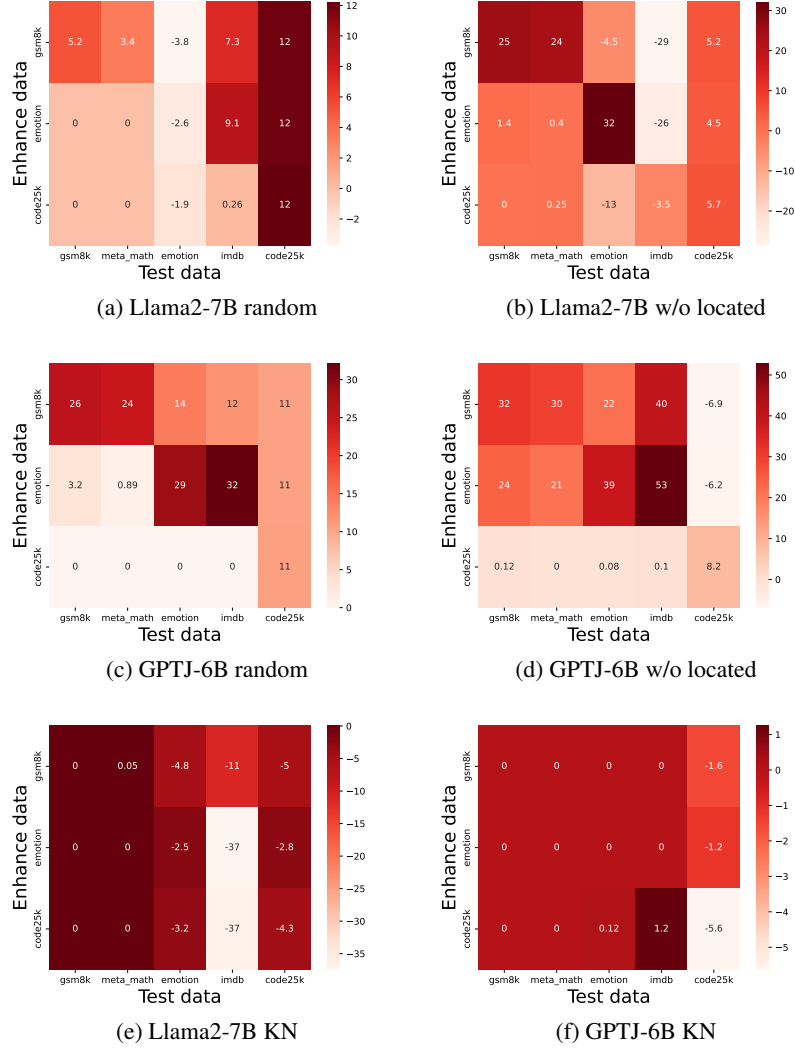 Enhance data
gsm8k
emotion
code25k
5.2 3.4 -3.8 7.3 12
0 0 -2.6 9.1 12
0 0 -1.9 0.26 12
gsm8k meta_math emotion imdb code25k
Test data
12
10
8
6
4
2
0
−2
(a) Llama2-7B random
Enhance data
gsm8k
emotion
code25k
25 24 -4.5 -29 5.2
1.4 0.4 32 -26 4.5
0 0.25 -13 -3.5 5.7
gsm8k meta_math emotion imdb code25k
Test data
30
20
10
0
−10
−20
(b) Llama2-7B w/o located
Enhance data
gsm8k
emotion
code25k
26 24 14 12 11
3.2 0.89 29 32 11
0 0 0 0 11
gsm8k meta_math emotion imdb code25k
Test data
30
25
20
15
10
5
0
(c) GPTJ-6B random
Enhance data
gsm8k
emotion
code25k
32 30 22 40 -6.9
24 21 39 53 -6.2
0.12 0 0.08 0.1 8.2
gsm8k meta_math emotion imdb code25k
Test data
50
40
30
20
10
0
(d) GPTJ-6B w/o located
Enhance data
gsm8k
emotion
code25k
0 0.05 -4.8 -11 -5
0 0 -2.5 -37 -2.8
0 0 -3.2 -37 -4.3
gsm8k meta_math emotion imdb code25k
Test data
0
−5
−10
−15
−20
−25
−30
−35
(e) Llama2-7B KN
Enhance data
gsm8k
emotion
code25k
0 0 0 0 -1.6
0 0 0 0 -1.2
0 0 0.12 1.2 -5.6
gsm8k meta_math emotion imdb code25k
Test data
1
0
−1
−2
−3
−4
−5
(f) GPTJ-6B KN